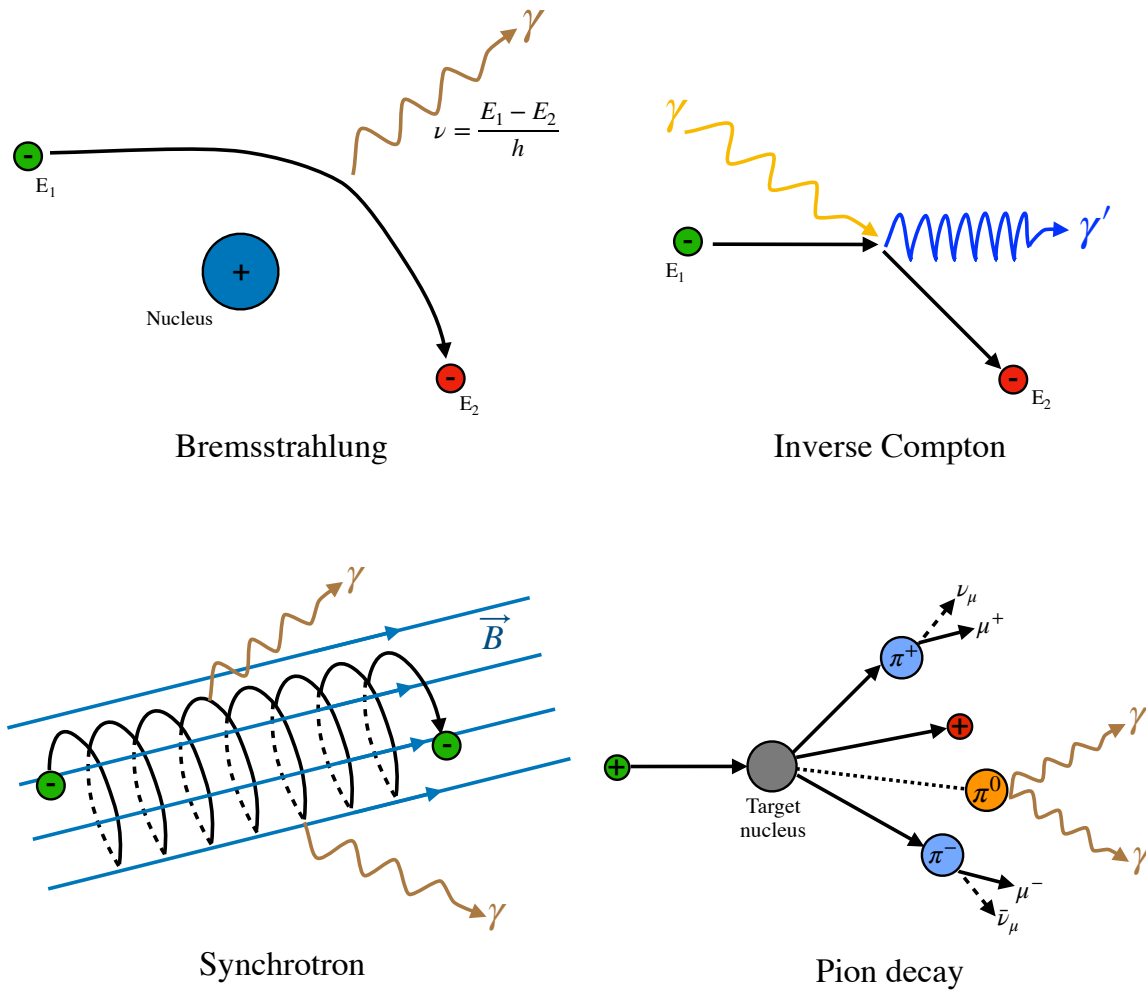 γ
ν = (E₁ − E₂) / h
-
E₁
+
Nucleus
-
E₂
Bremsstrahlung
γ
-
E₁
γ′
-
E₂
Inverse Compton
γ
B⃗
-
-
γ
Synchrotron
ν_μ
μ⁺
π⁺
+
+
γ
π⁰
Target
nucleus
γ
π⁻
μ⁻
ν̄_μ
Pion decay